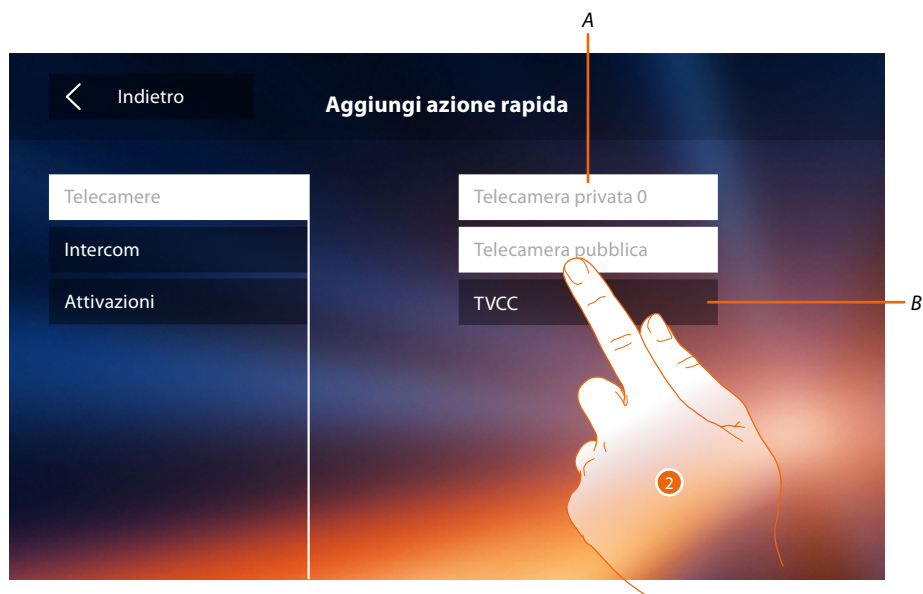 A
Indietro
Aggiungi azione rapida
Telecamere
Telecamera privata 0
Intercom
Telecamera pubblica
Attivazioni
TVCC
B
2